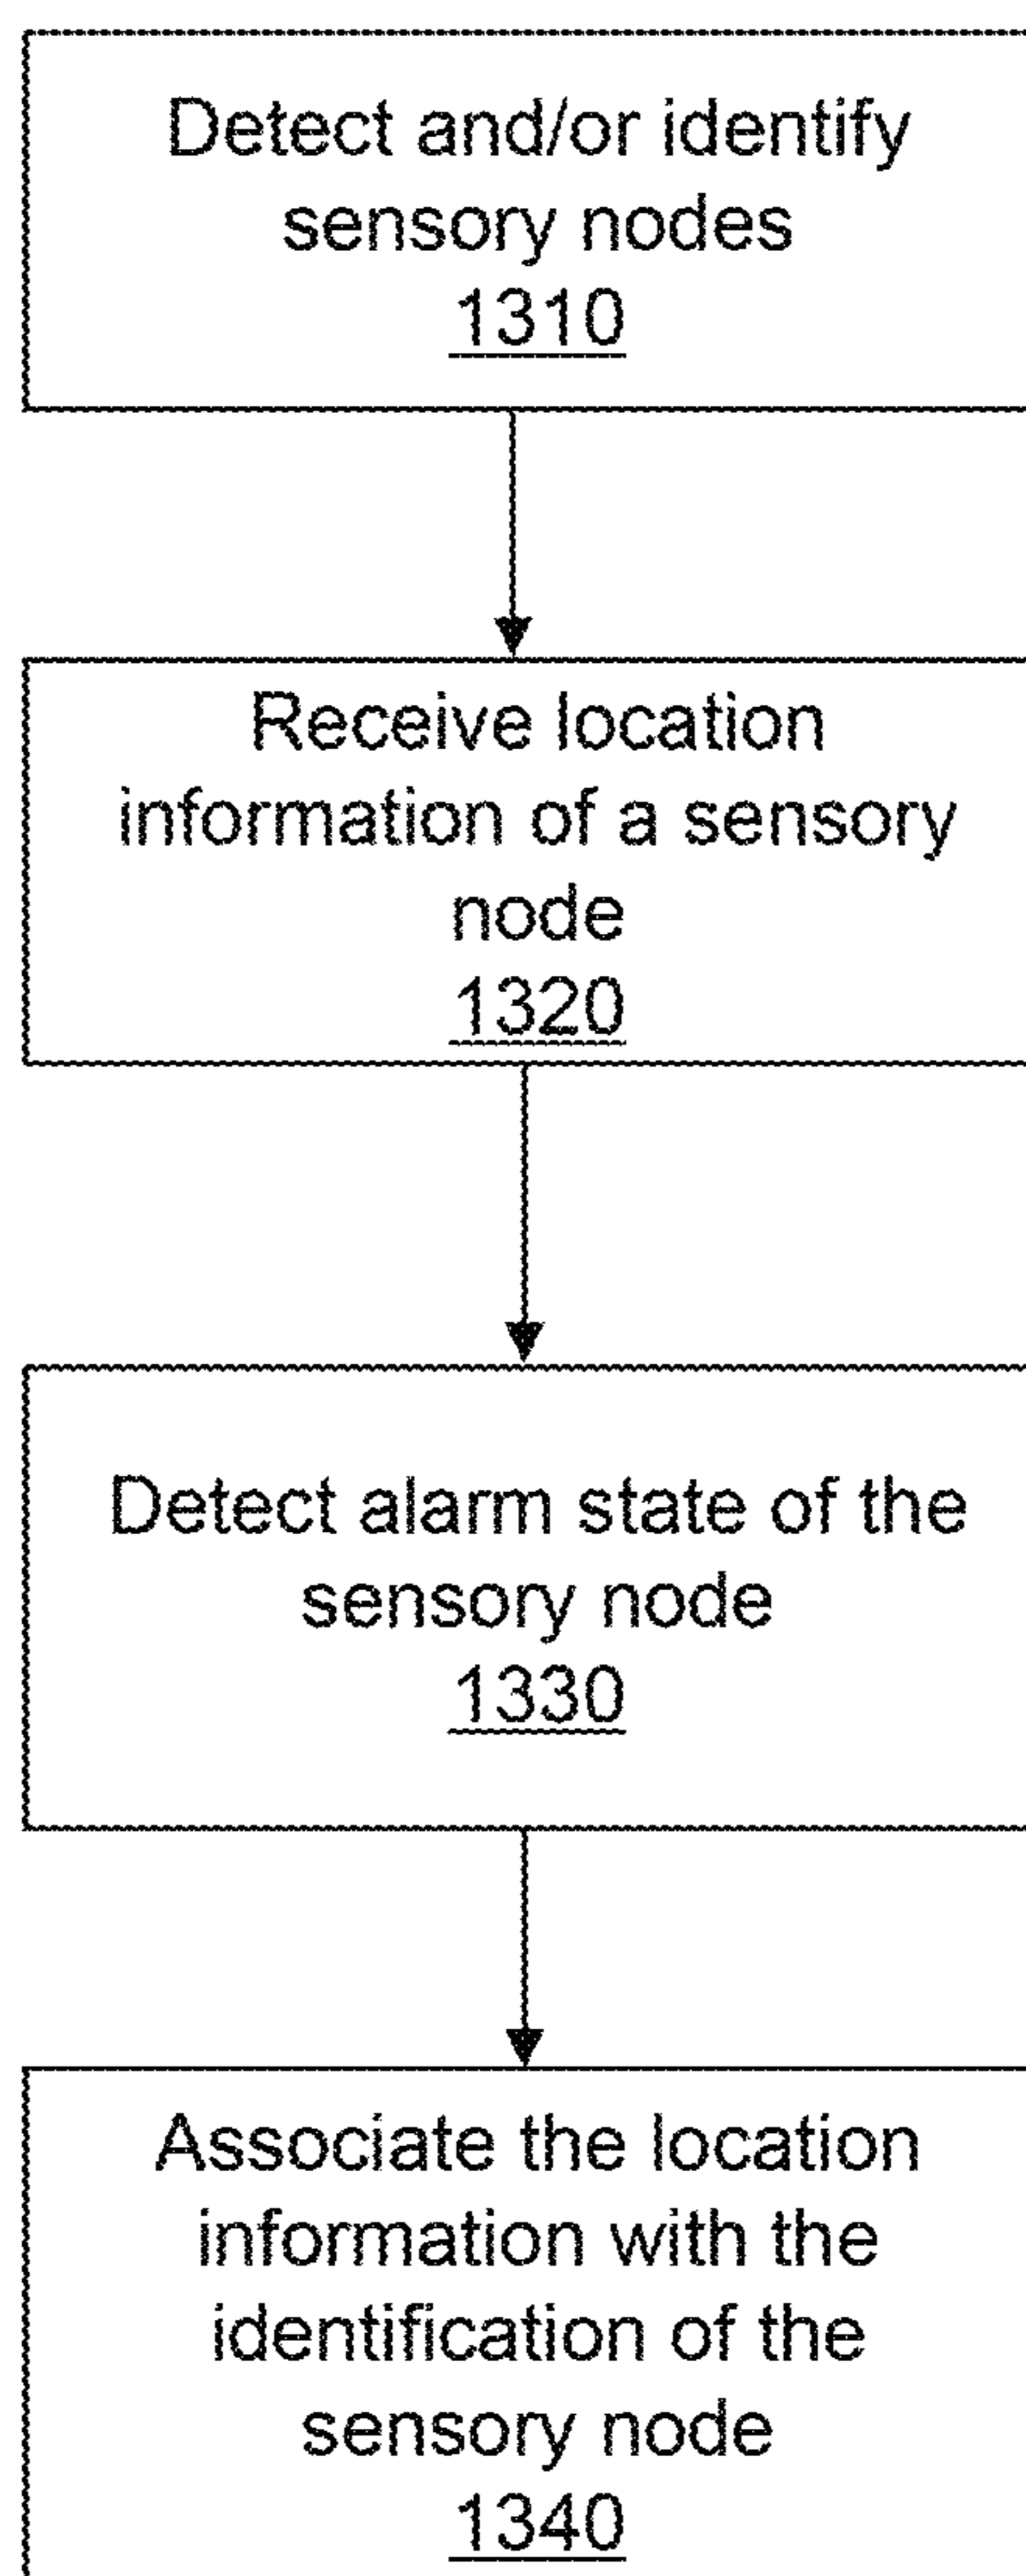 Detect and/or identify
sensory nodes
1310
Receive location
information of a sensory
node
1320
Detect alarm state of the
sensory node
1330
Associate the location
information with the
identification of the
sensory node
1340